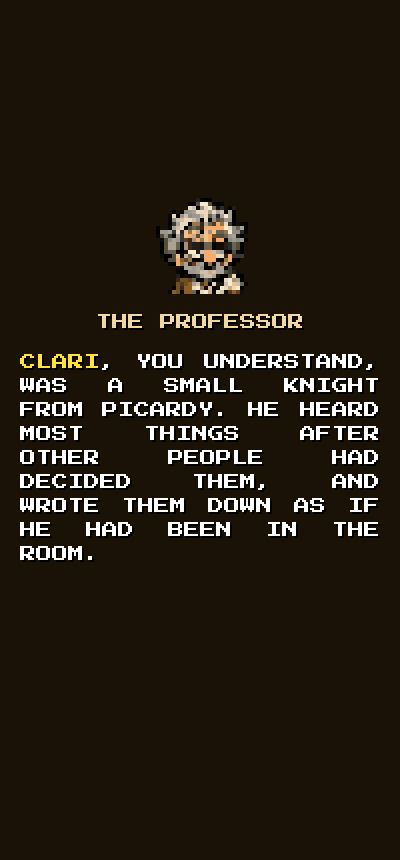 THE PROFESSOR
CLARI, YOU UNDERSTAND,
WAS A SMALL KNIGHT
FROM PICARDY. HE HEARD
MOST THINGS AFTER
OTHER PEOPLE HAD
DECIDED THEM, AND
WROTE THEM DOWN AS IF
HE HAD BEEN IN THE
ROOM.